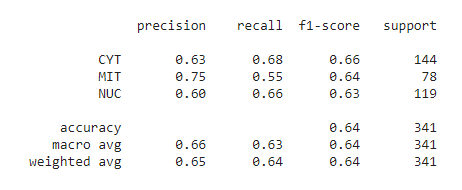 precision recall f1-score support
CYT 0.63 0.68 0.66 144
MIT 0.75 0.55 0.64 78
NUC 0.60 0.66 0.63 119
accuracy 0.64 341
macro avg 0.66 0.63 0.64 341
weighted avg 0.65 0.64 0.64 341